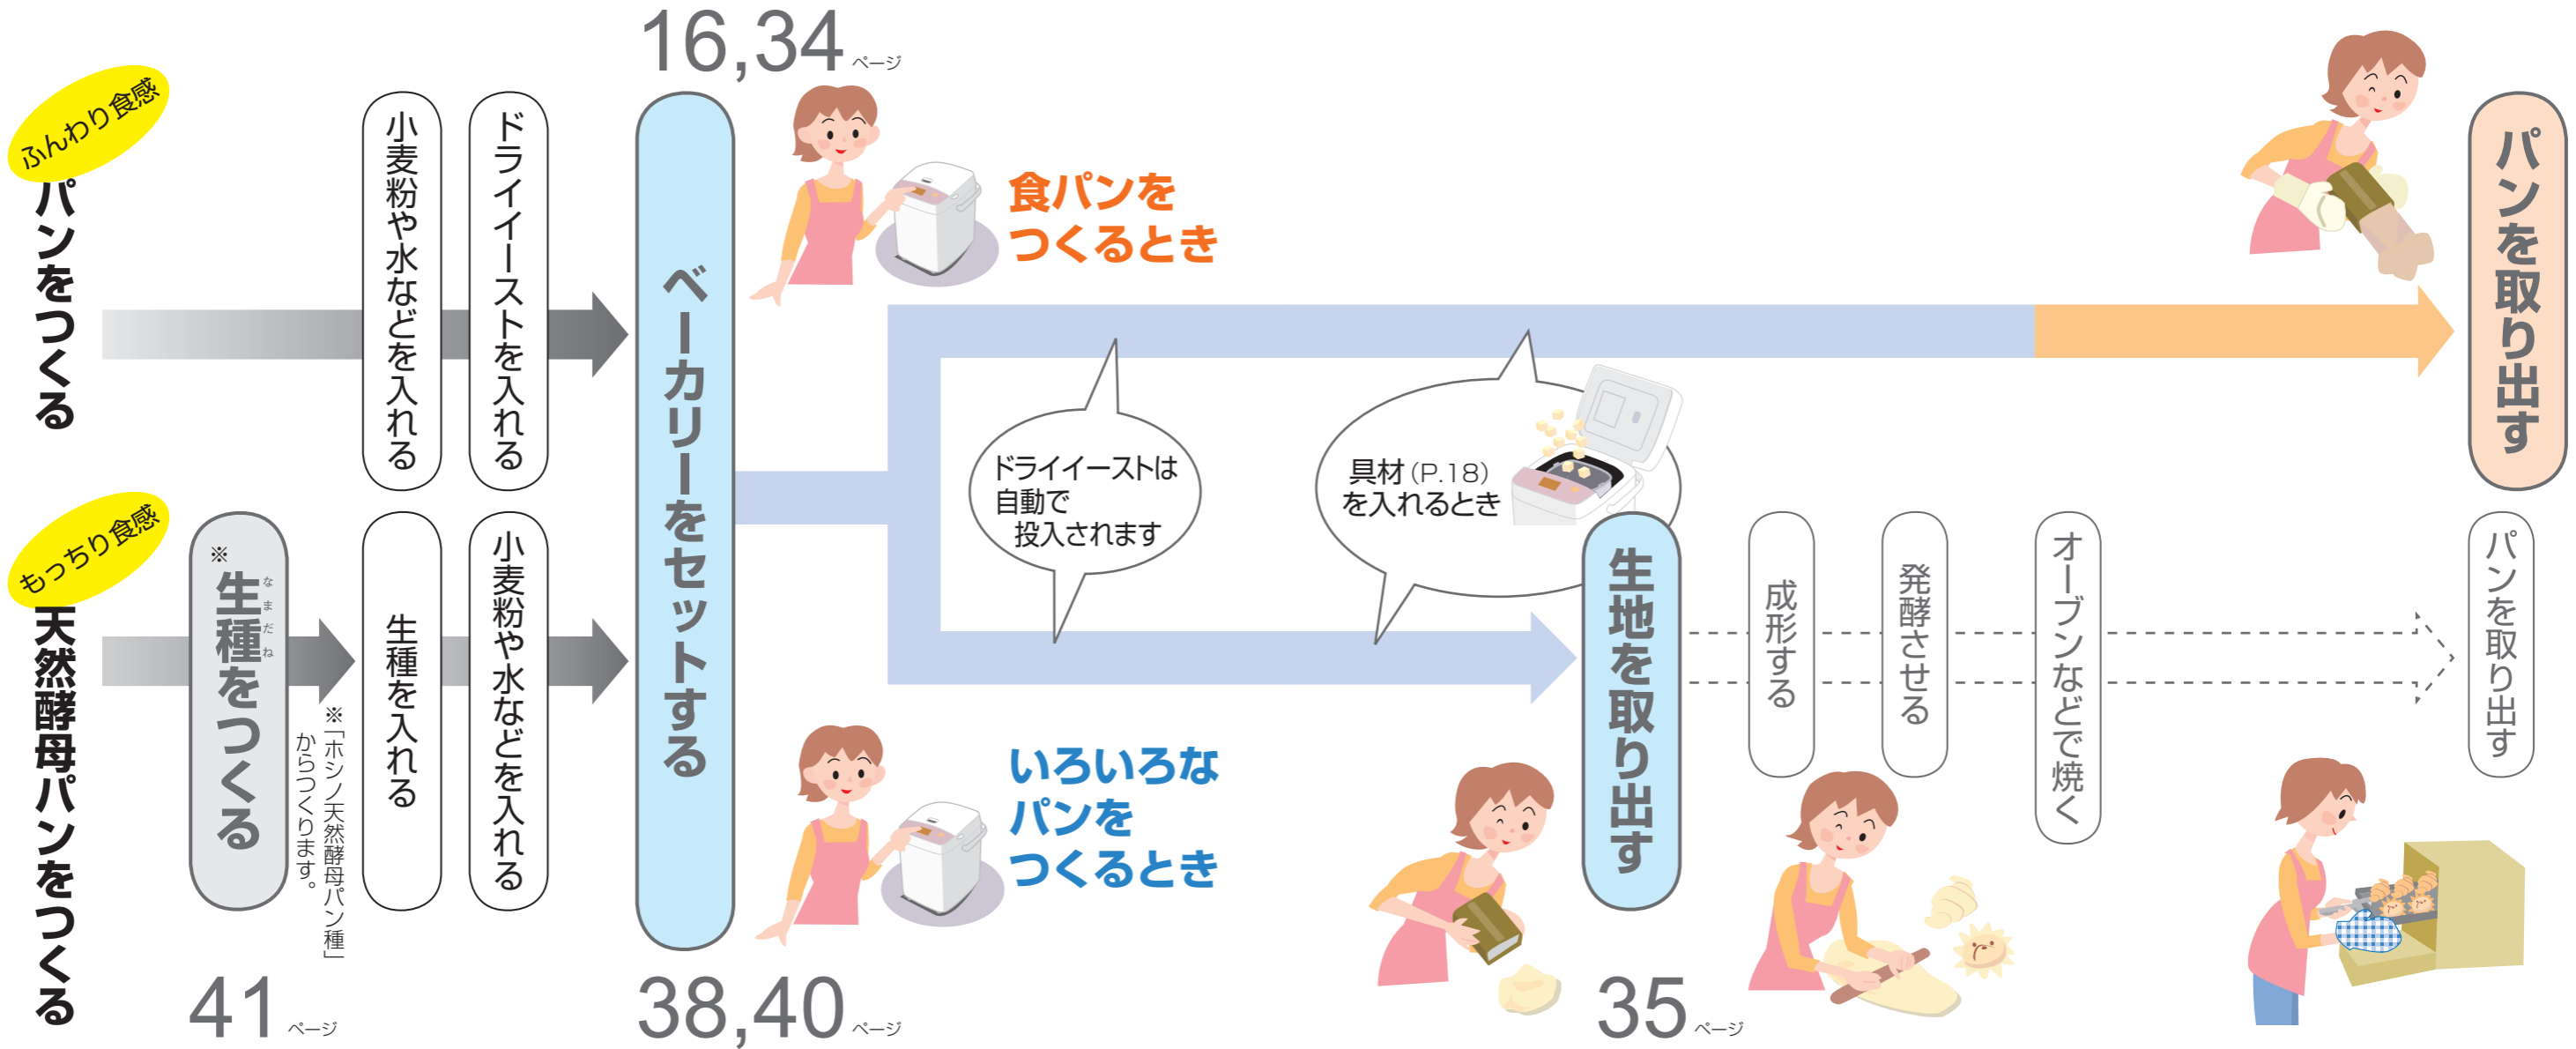 16,34ページ
ふんわり食感
パンをつくる
小麦粉や水などを入れる
ドライイーストを入れる
ベーカリーをセットする
食パンを
つくるとき
ドライイーストは
自動で
投入されます
具材(P.18)
を入れるとき
パンを取り出す
もっちり食感
天然酵母パンをつくる
※
生種をつくる
なまだね
※「ホシノ天然酵母パン種」
からつくります。
生種を入れる
小麦粉や水などを入れる
いろいろな
パンを
つくるとき
生地を取り出す
成形する
発酵させる
オーブンなどで焼く
パンを取り出す
41ページ
38,40ページ
35ページ